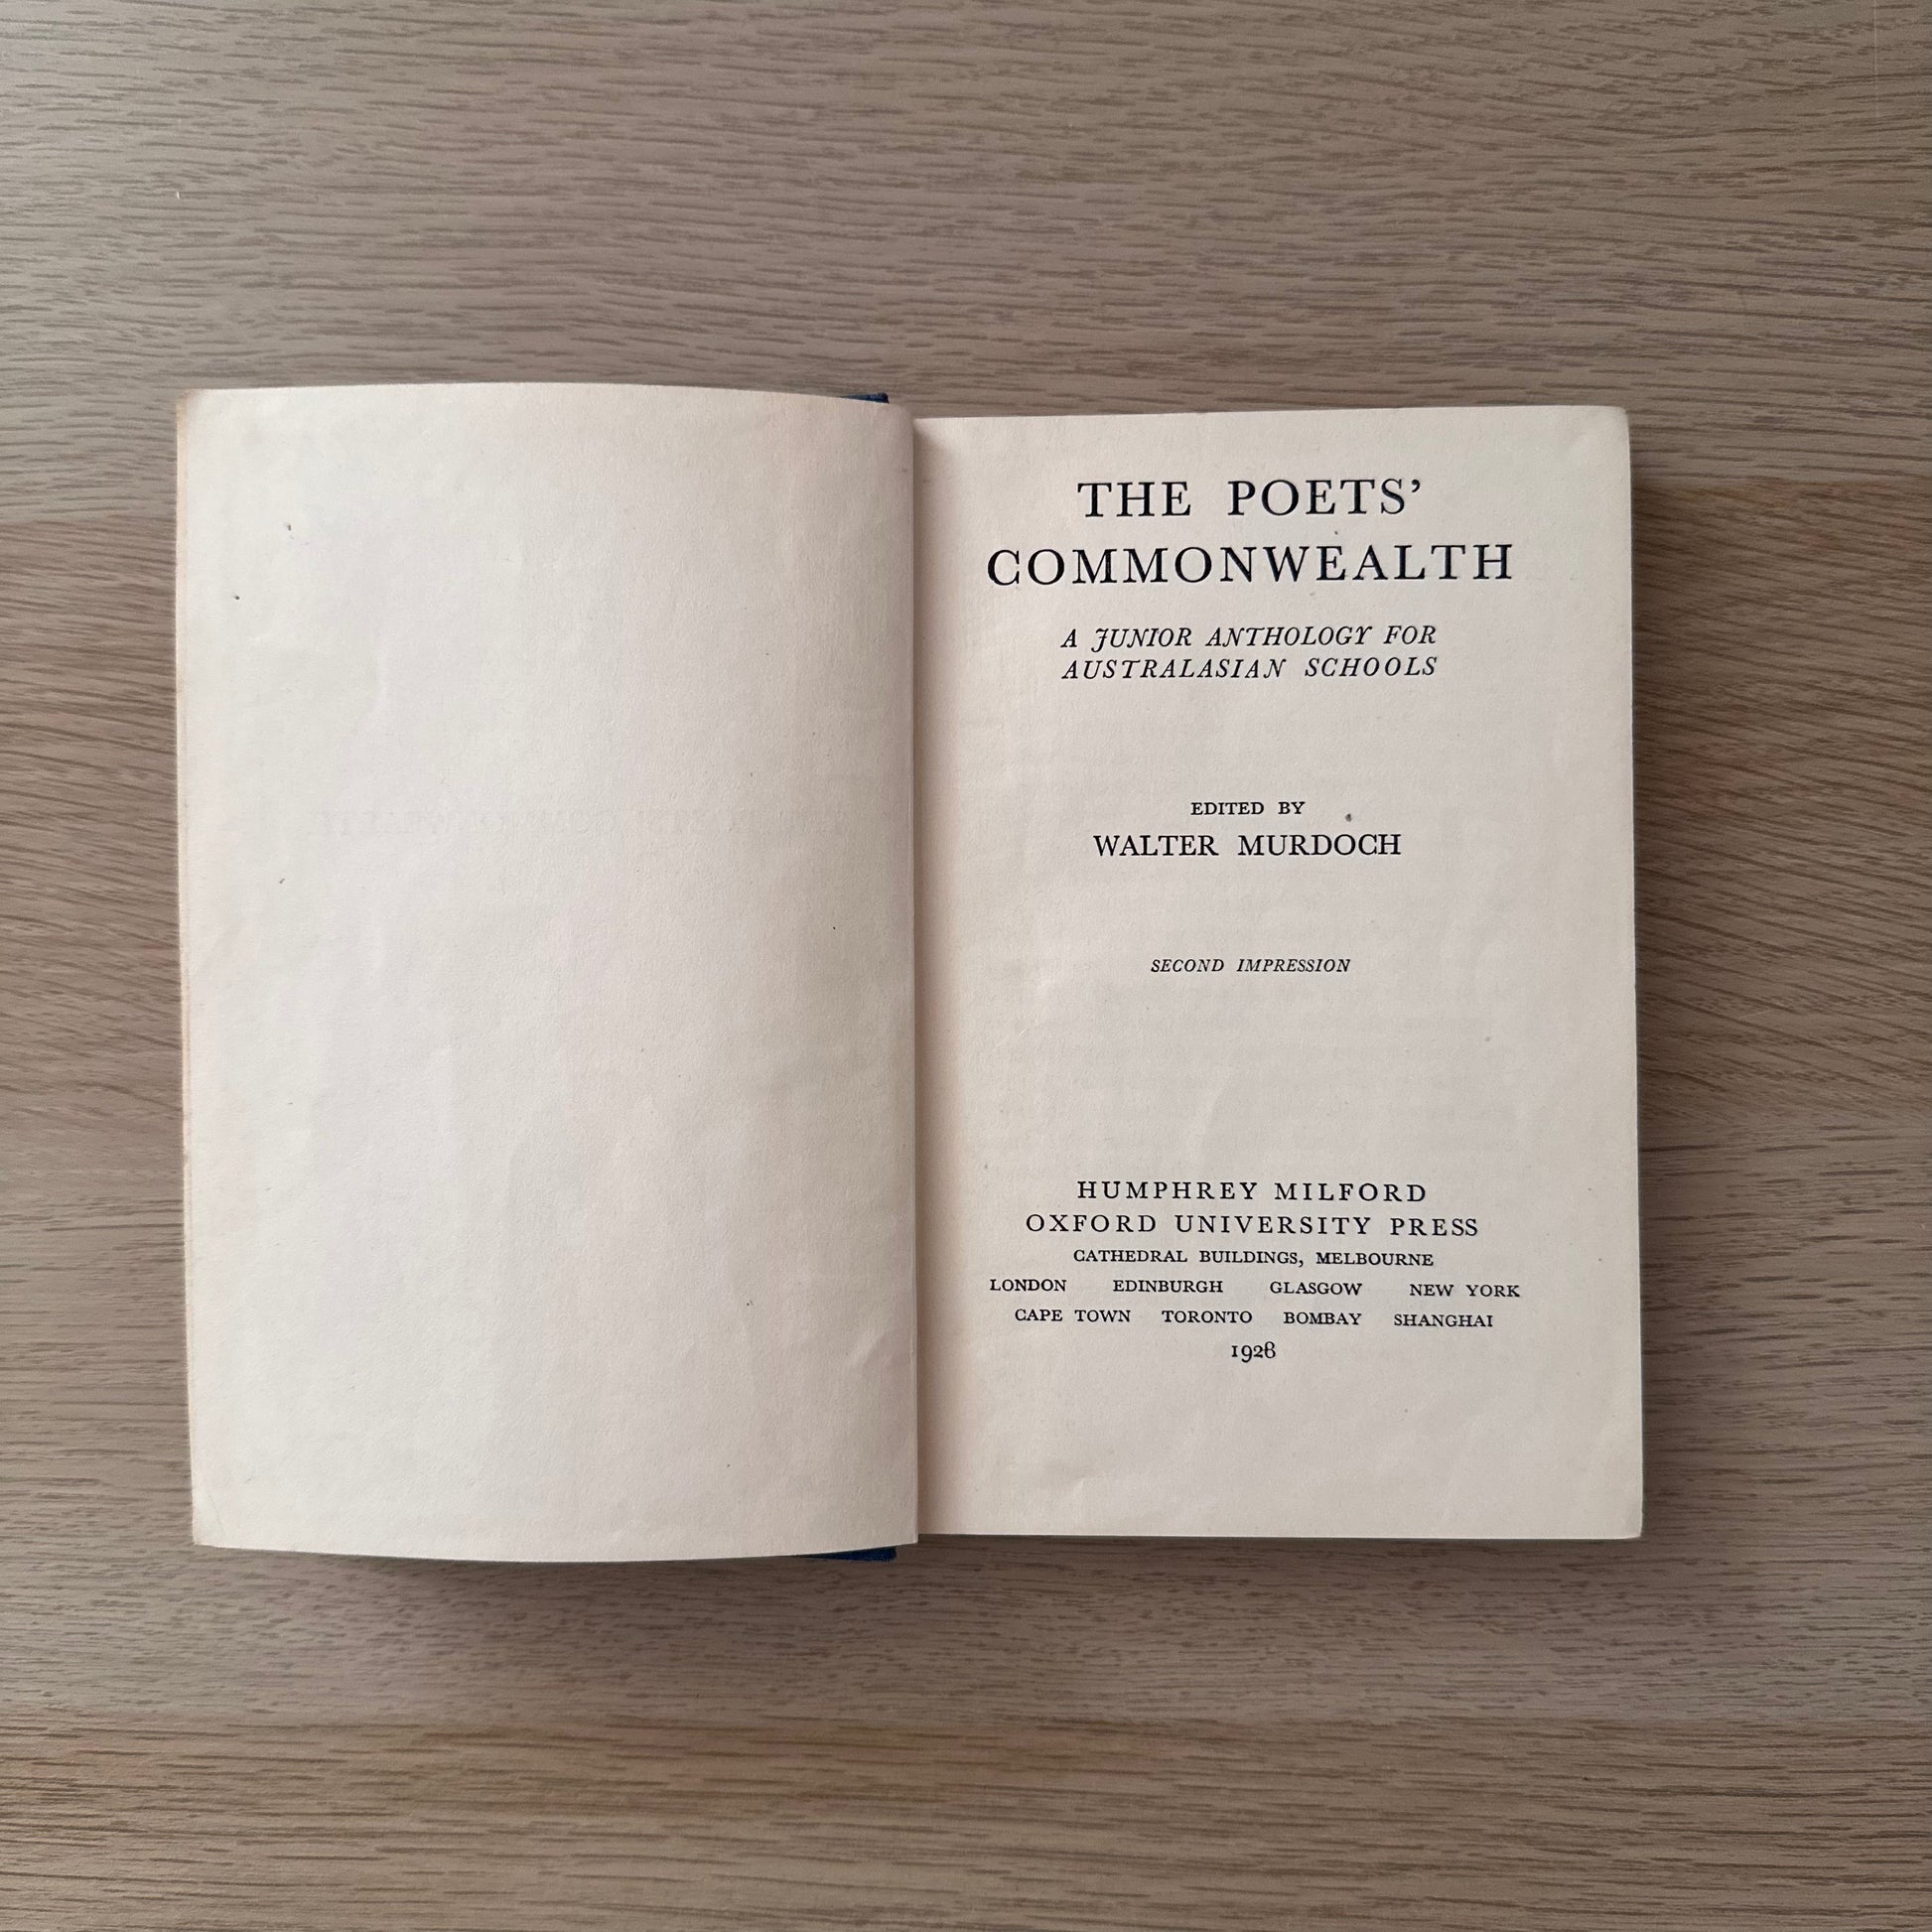 THE POETS’
COMMONWEALTH
A JUNIOR ANTHOLOGY FOR
AUSTRALASIAN SCHOOLS
EDITED BY
WALTER MURDOCH
SECOND IMPRESSION
HUMPHREY MILFORD
OXFORD UNIVERSITY PRESS
CATHEDRAL BUILDINGS, MELBOURNE
LONDON EDINBURGH GLASGOW NEW YORK
CAPE TOWN TORONTO BOMBAY SHANGHAI
1928